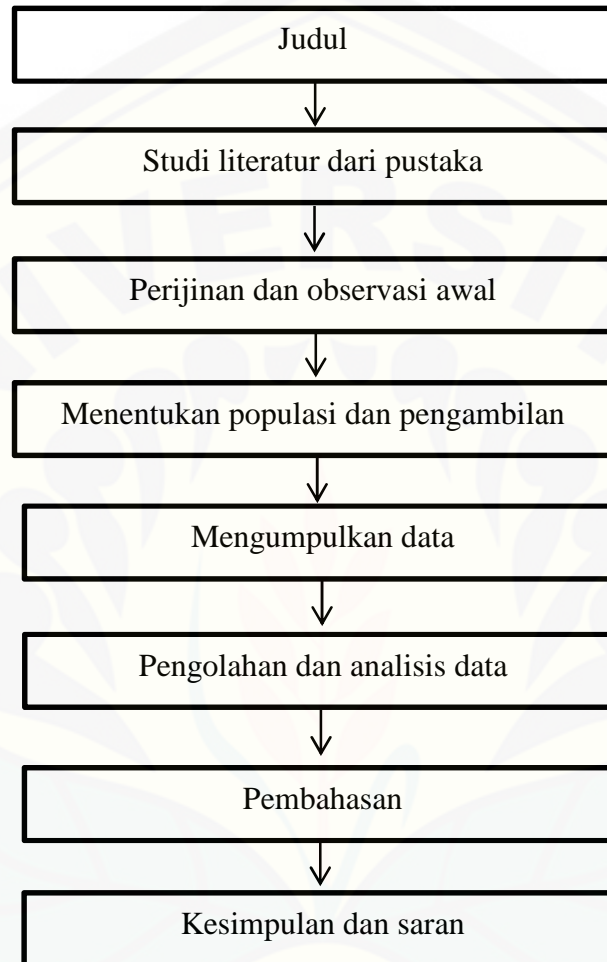 Judul
Studi literatur dari pustaka
Perijinan dan observasi awal
Menentukan populasi dan pengambilan
Mengumpulkan data
Pengolahan dan analisis data
Pembahasan
Kesimpulan dan saran